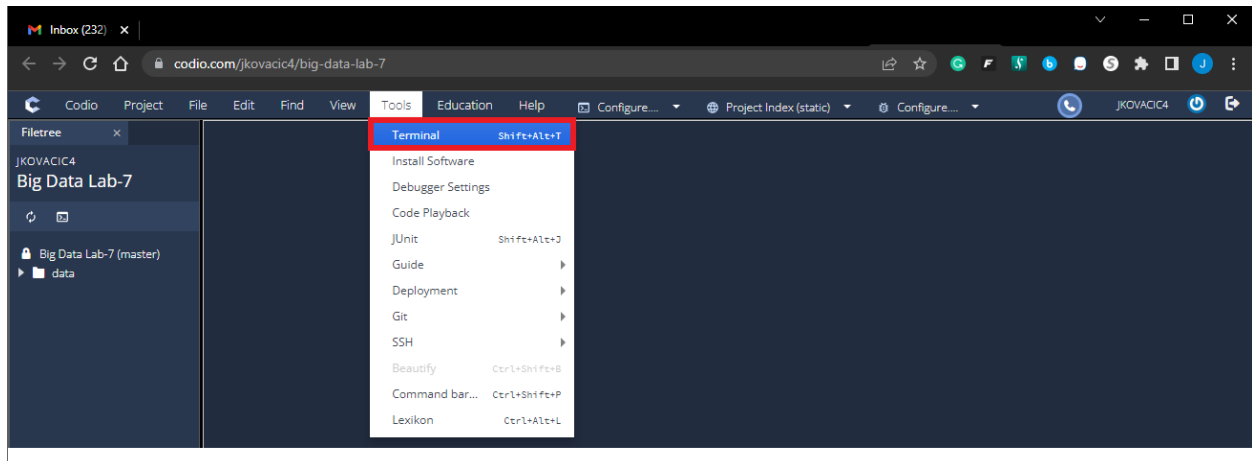 Inbox (232)
codio.com/jkovacic4/big-data-lab-7
Codio Project File Edit Find View Tools Education Help Configure.... Project Index (static) Configure.... JKOVACIC4
Filetree
JKOVACIC4
Big Data Lab-7
Big Data Lab-7 (master)
data
Terminal Shift+Alt+T
Install Software
Debugger Settings
Code Playback
JUnit Shift+Alt+J
Guide
Deployment
Git
SSH
Beautify Ctrl+Shift+B
Command bar... Ctrl+Shift+P
Lexikon Ctrl+Alt+L